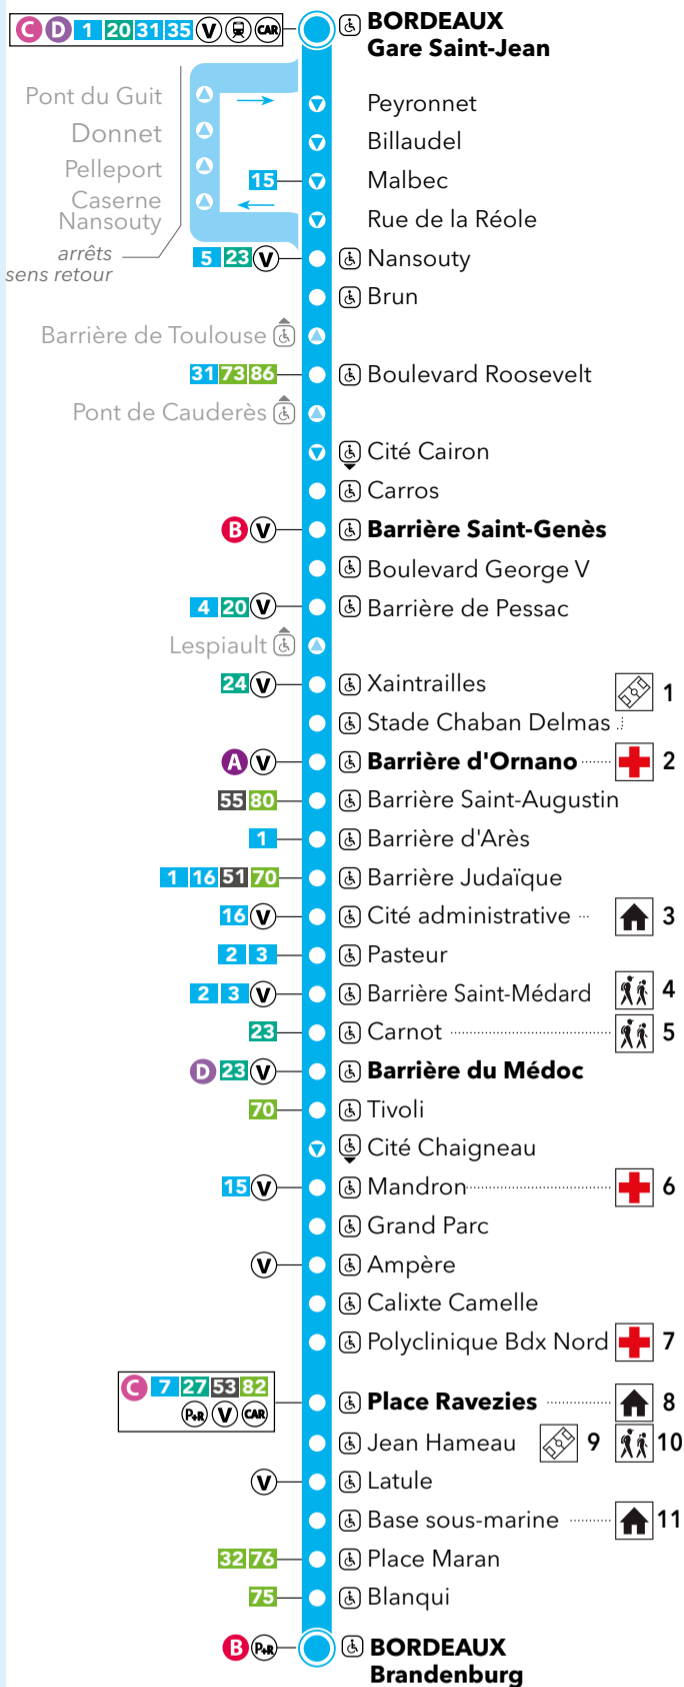 C D 1 20 31 35 V CAR
BORDEAUX
Gare Saint-Jean
Pont du Guit
Peyronnet
Donnet
Billaudel
Pelleport
15 Malbec
Caserne
Nansouty
Rue de la Réole
arrêts
sens retour
5 23 V Nansouty
Brun
Barrière de Toulouse
31 73 86 Boulevard Roosevelt
Pont de Cauderès
Cité Cairon
Carros
B V Barrière Saint-Genès
Boulevard George V
4 20 V Barrière de Pessac
Lespiault
24 V Xaintrailles 1
Stade Chaban Delmas
A V Barrière d'Ornano 2
55 80 Barrière Saint-Augustin
1 Barrière d'Arès
1 16 51 70 Barrière Judaïque
16 V Cité administrative 3
2 3 Pasteur
2 3 V Barrière Saint-Médard 4
23 Carnot 5
D 23 V Barrière du Médoc
70 Tivoli
Cité Chaigneau
15 V Mandron 6
Grand Parc
V Ampère
Calixte Camelle
Polyclinique Bdx Nord 7
C 7 27 53 82
P+R V CAR
Place Ravezies 8
Jean Hameau 9 10
V Latule
Base sous-marine 11
32 76 Place Maran
75 Blanqui
B P+R BORDEAUX
Brandenburg